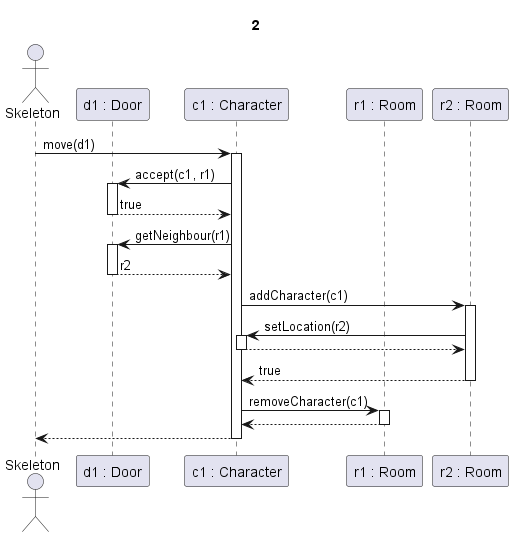 2
Skeleton
d1 : Door
c1 : Character
r1 : Room
r2 : Room
move(d1)
accept(c1, r1)
true
getNeighbour(r1)
r2
addCharacter(c1)
setLocation(r2)
true
removeCharacter(c1)
Skeleton
d1 : Door
c1 : Character
r1 : Room
r2 : Room